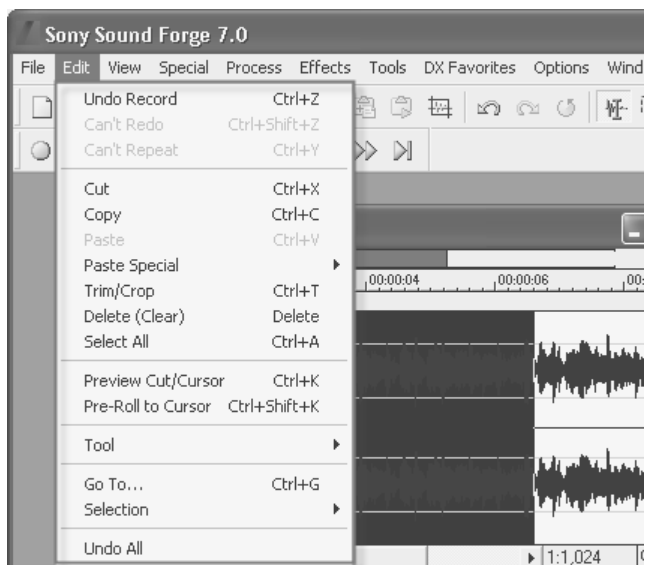 Sony Sound Forge 7.0
File Edit View Special Process Effects Tools DX Favorites Options Wind
Undo Record Ctrl+Z
Can't Redo Ctrl+Shift+Z
Can't Repeat Ctrl+Y
Cut Ctrl+X
Copy Ctrl+C
Paste Ctrl+V
Paste Special
Trim/Crop Ctrl+T
Delete (Clear) Delete
Select All Ctrl+A
Preview Cut/Cursor Ctrl+K
Pre-Roll to Cursor Ctrl+Shift+K
Tool
Go To... Ctrl+G
Selection
Undo All
,00:00:04 ,00:00:06 ,00:
1:1,024